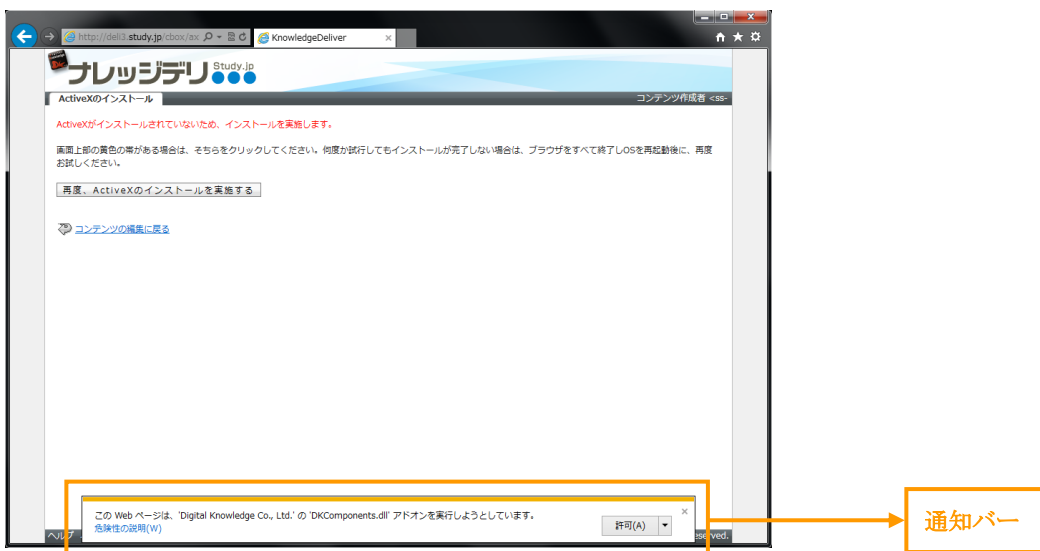 http://deli3.study.jp/cbox/ax
KnowledgeDeliver
ナレッジデリ Study.jp
ActiveXのインストール
コンテンツ作成者 <ss-
ActiveXがインストールされていないため、インストールを実施します。
画面上部の黄色の帯がある場合は、そちらをクリックしてください。何度か試行してもインストールが完了しない場合は、ブラウザをすべて終了しOSを再起動後に、再度
お試しください。
再度、ActiveXのインストールを実施する
コンテンツの編集に戻る
この Web ページは、'Digital Knowledge Co., Ltd.' の 'DKComponents.dll' アドオンを実行しようとしています。
危険性の説明(W)
許可(A)
ヘルプ
eserved.
通知バー